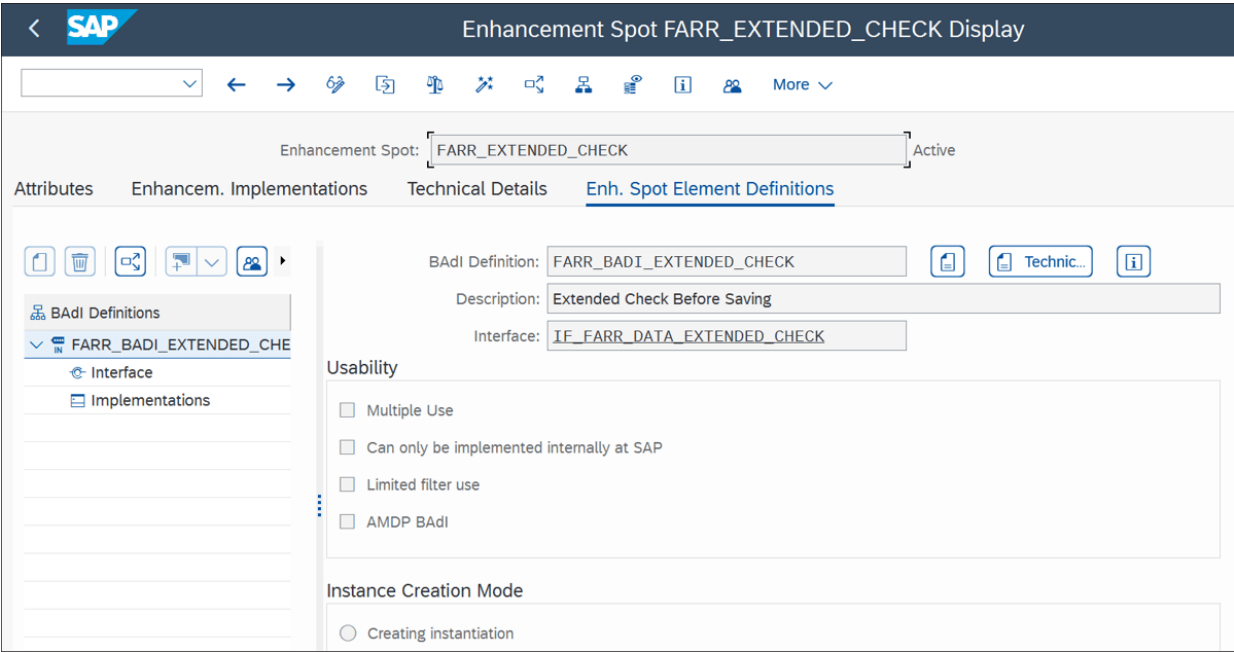 SAP Enhancement Spot FARR_EXTENDED_CHECK Display
More
Enhancement Spot: FARR_EXTENDED_CHECK Active
Attributes Enhancem. Implementations Technical Details Enh. Spot Element Definitions
BAdI Definition: FARR_BADI_EXTENDED_CHECK Technic...
Description: Extended Check Before Saving
Interface: IF_FARR_DATA_EXTENDED_CHECK
BAdI Definitions
FARR_BADI_EXTENDED_CHE
Interface
Implementations
Usability
Multiple Use
Can only be implemented internally at SAP
Limited filter use
AMDP BAdI
Instance Creation Mode
Creating instantiation